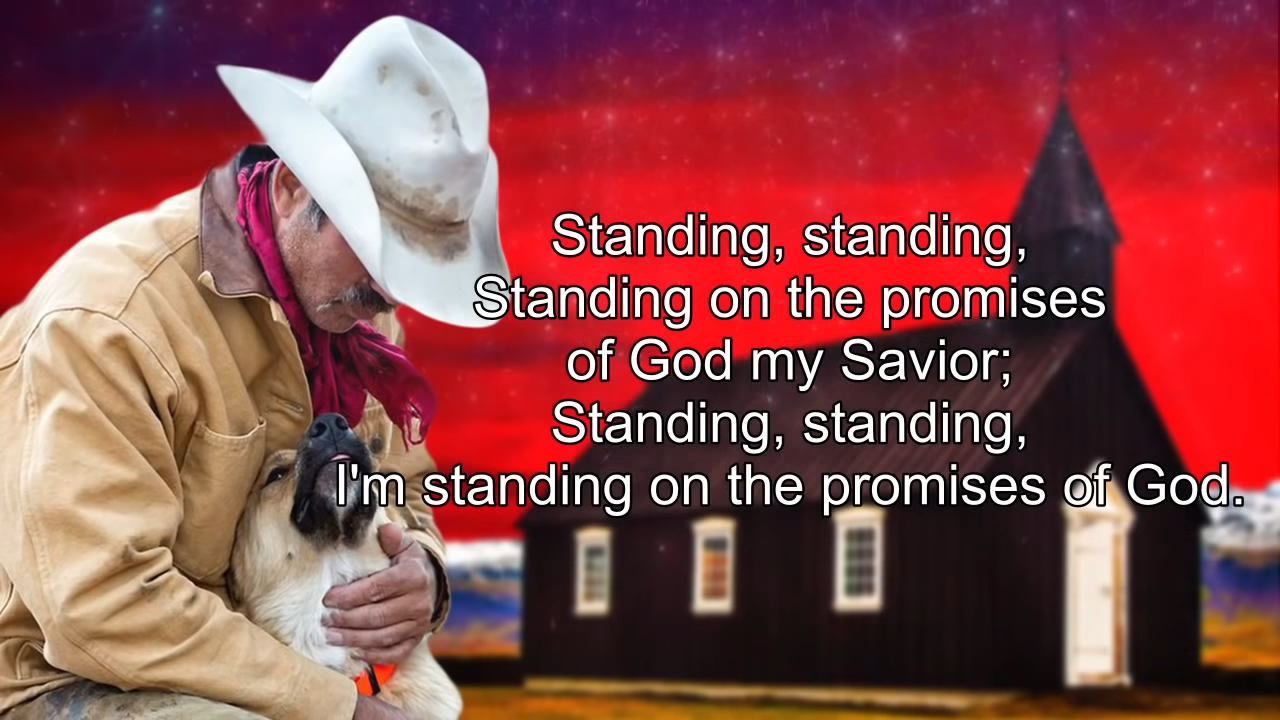 Standing, standing,
Standing on the promises
of God my Savior;
Standing, standing,
I'm standing on the promises of God.